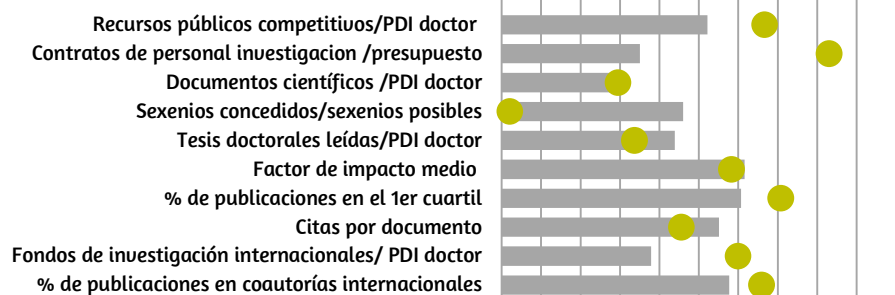 Recursos públicos competitivos/PDI doctor
Contratos de personal investigacion /presupuesto
Documentos científicos /PDI doctor
Sexenios concedidos/sexenios posibles
Tesis doctorales leídas/PDI doctor
Factor de impacto medio
% de publicaciones en el 1er cuartil
Citas por documento
Fondos de investigación internacionales/ PDI doctor
% de publicaciones en coautorías internacionales